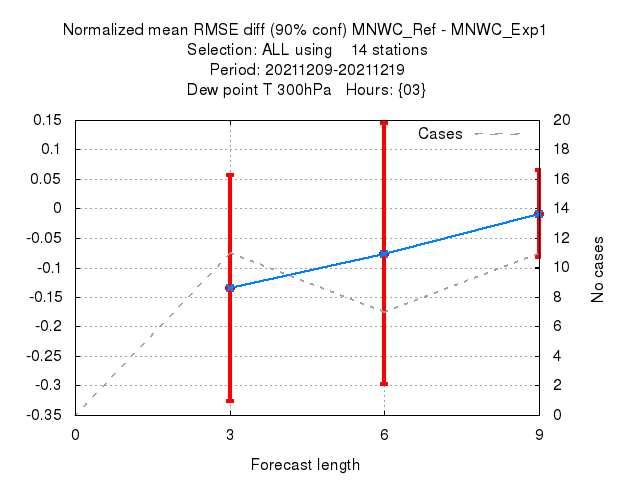 Normalized mean RMSE diff (90% conf) MNWC_Ref - MNWC_Exp1
Selection: ALL using 14 stations
Period: 20211209-20211219
Dew point T 300hPa Hours: {03}
Cases
0.15
0.1
0.05
0
-0.05
-0.1
-0.15
-0.2
-0.25
-0.3
-0.35
20
18
16
14
12
10
8
6
4
2
0
No cases
0 3 6 9
Forecast length